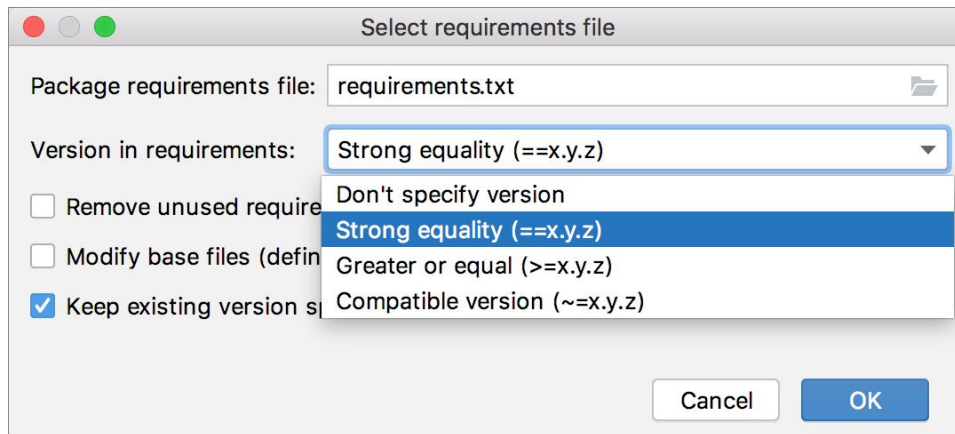 Select requirements file
Package requirements file: requirements.txt
Version in requirements: Strong equality (==x.y.z)
Don't specify version
Remove unused require
Strong equality (==x.y.z)
Modify base files (defin
Greater or equal (>=x.y.z)
Keep existing version
Compatible version (~=x.y.z)
Cancel OK